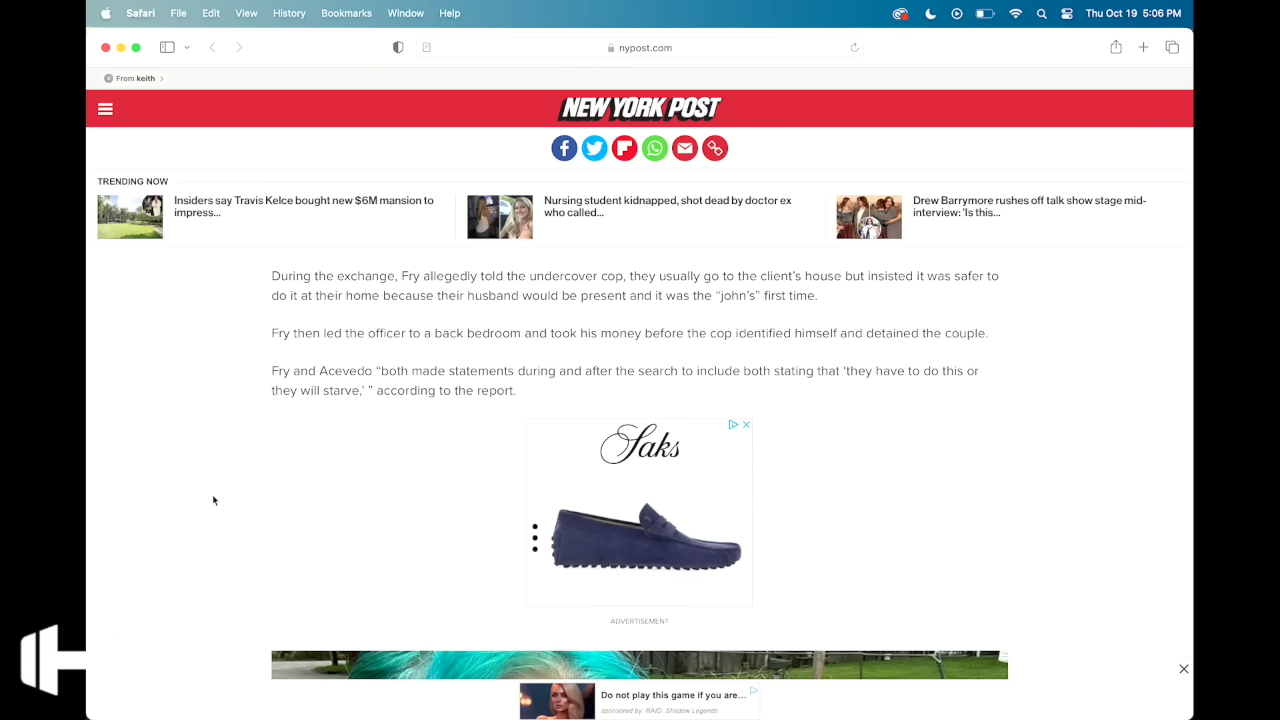 Safari File Edit View History Bookmarks Window Help Thu Oct 19 5:06 PM
nypost.com
From keith
NEW YORK POST
TRENDING NOW
Insiders say Travis Kelce bought new $6M mansion to
impress...
Nursing student kidnapped, shot dead by doctor ex
who called...
Drew Barrymore rushes off talk show stage mid-
interview: 'Is this...
During the exchange, Fry allegedly told the undercover cop, they usually go to the client's house but insisted it was safer to
do it at their home because their husband would be present and it was the “john's” first time.
Fry then led the officer to a back bedroom and took his money before the cop identified himself and detained the couple.
Fry and Acevedo “both made statements during and after the search to include both stating that ‘they have to do this or
they will starve,’ ” according to the report.
Saks
ADVERTISEMENT
Do not play this game if you are...
sponsored by: RAID: Shadow Legends